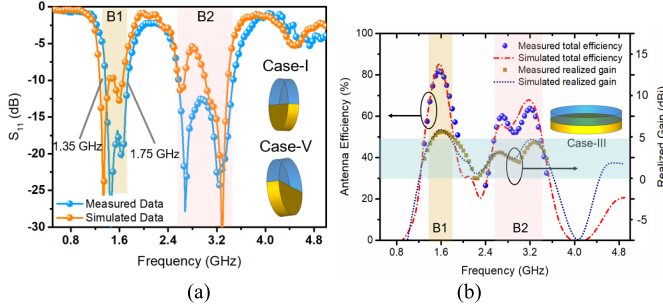 B1
B2
0
-5
-10
-15
-20
-25
-30
S11 (dB)
Case-I
1.35 GHz
1.75 GHz
Case-V
Measured Data
Simulated Data
0.8 1.6 2.4 3.2 4.0 4.8
Frequency (GHz)
(a)
Measured total efficiency
Simulated total efficiency
Measured realized gain
Simulated realized gain
100
80
60
40
20
0
Antenna Efficiency (%)
15
10
5
0
-5
Realized Gain (dBi)
Case-III
B1
B2
0.8 1.6 2.4 3.2 4.0 4.8
Frequency (GHz)
(b)